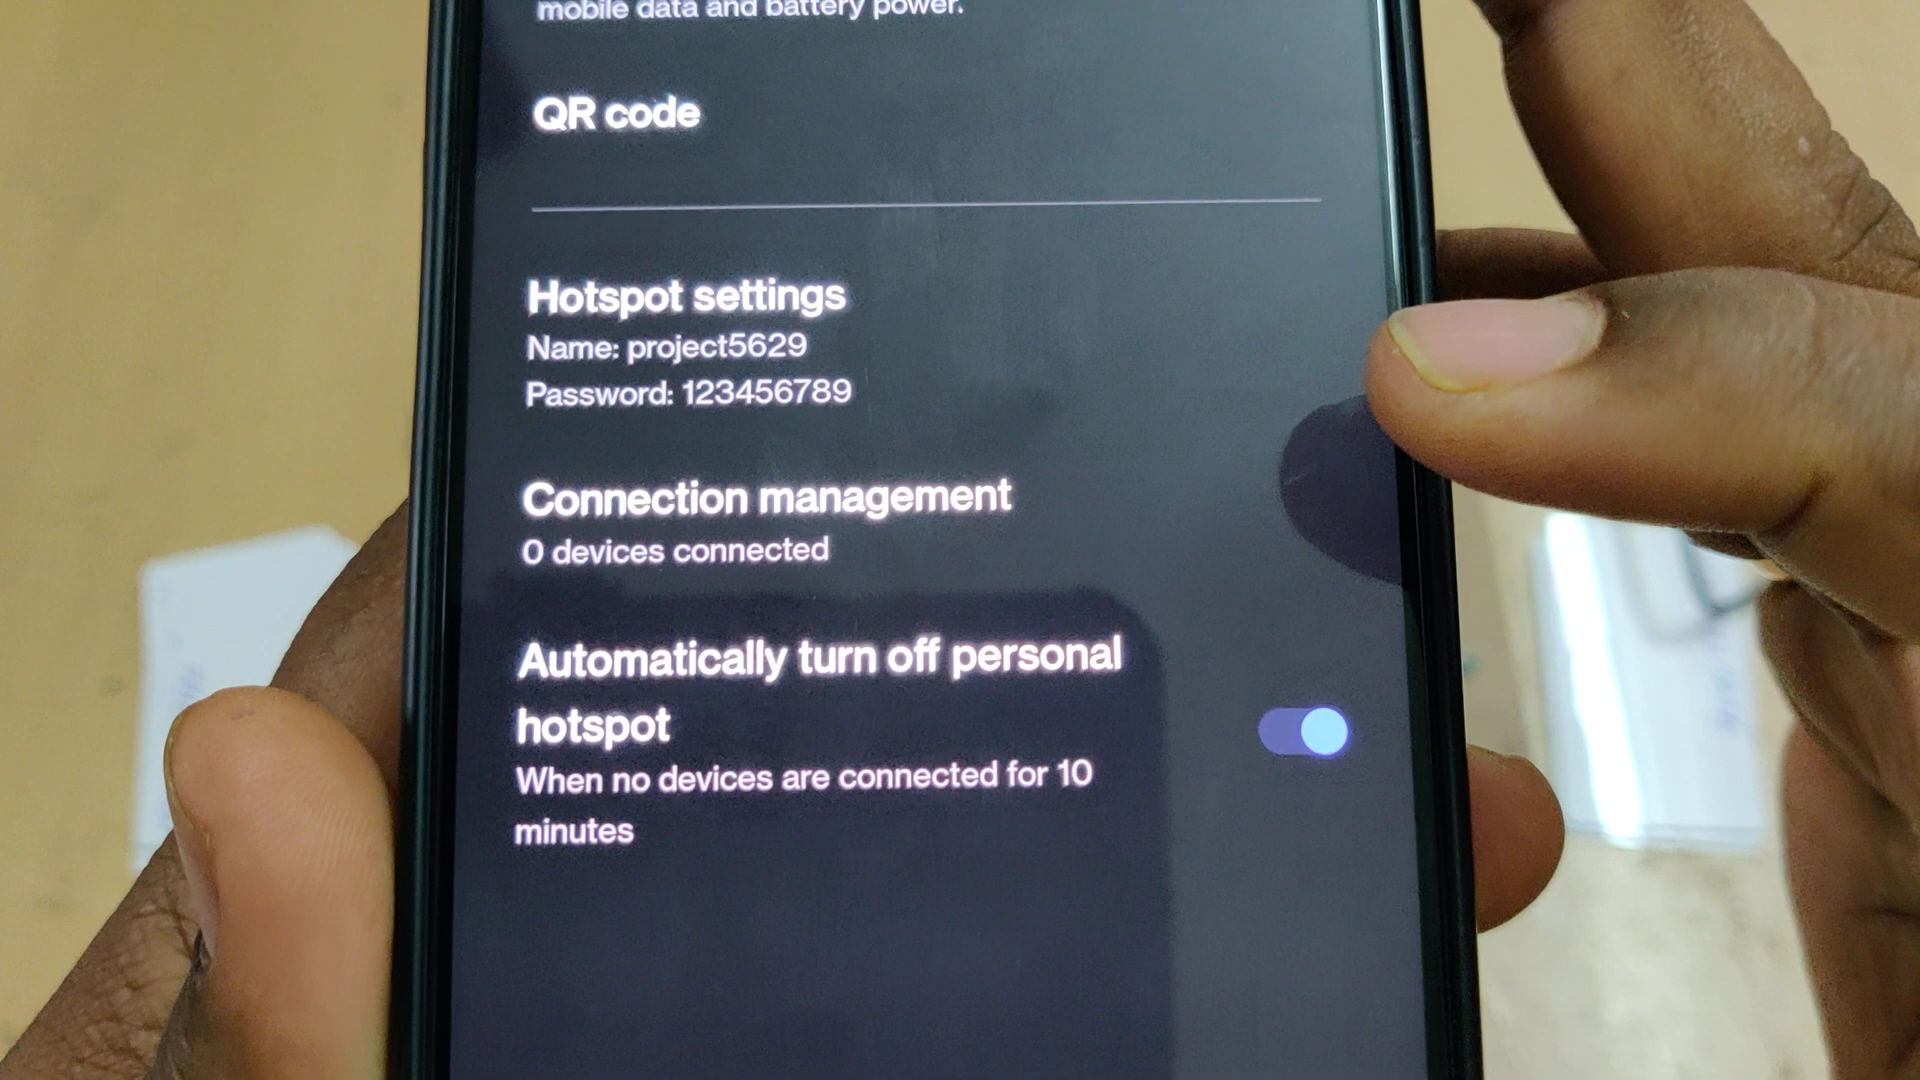 mobile data and battery power.
QR code
Hotspot settings
Name: project5629
Password: 123456789
Connection management
0 devices connected
Automatically turn off personal
hotspot
When no devices are connected for 10
minutes